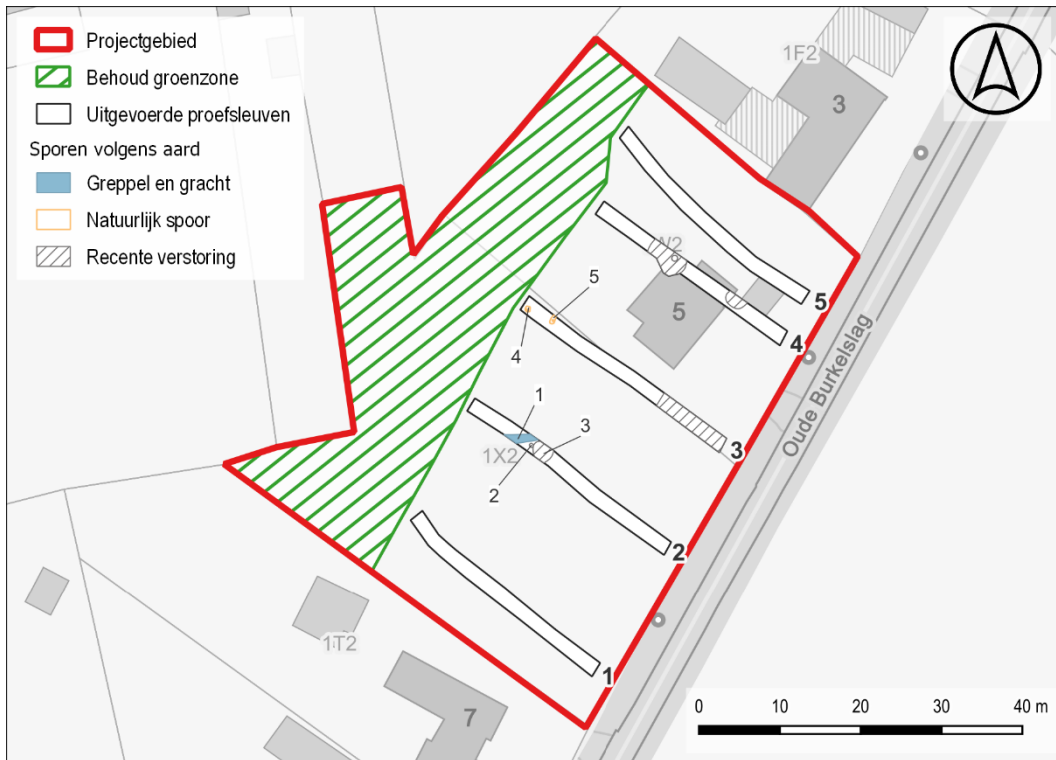 Projectgebied
Behoud groenzone
Uitgevoerde proefsleuven
Sporen volgens aard
Greppel en gracht
Natuurlijk spoor
Recente verstoring
1F2
3
5
5
4
5
4
1
3
1X2
2
3
2
1
1T2
7
Oude Burkelslag
0 10 20 30 40 m